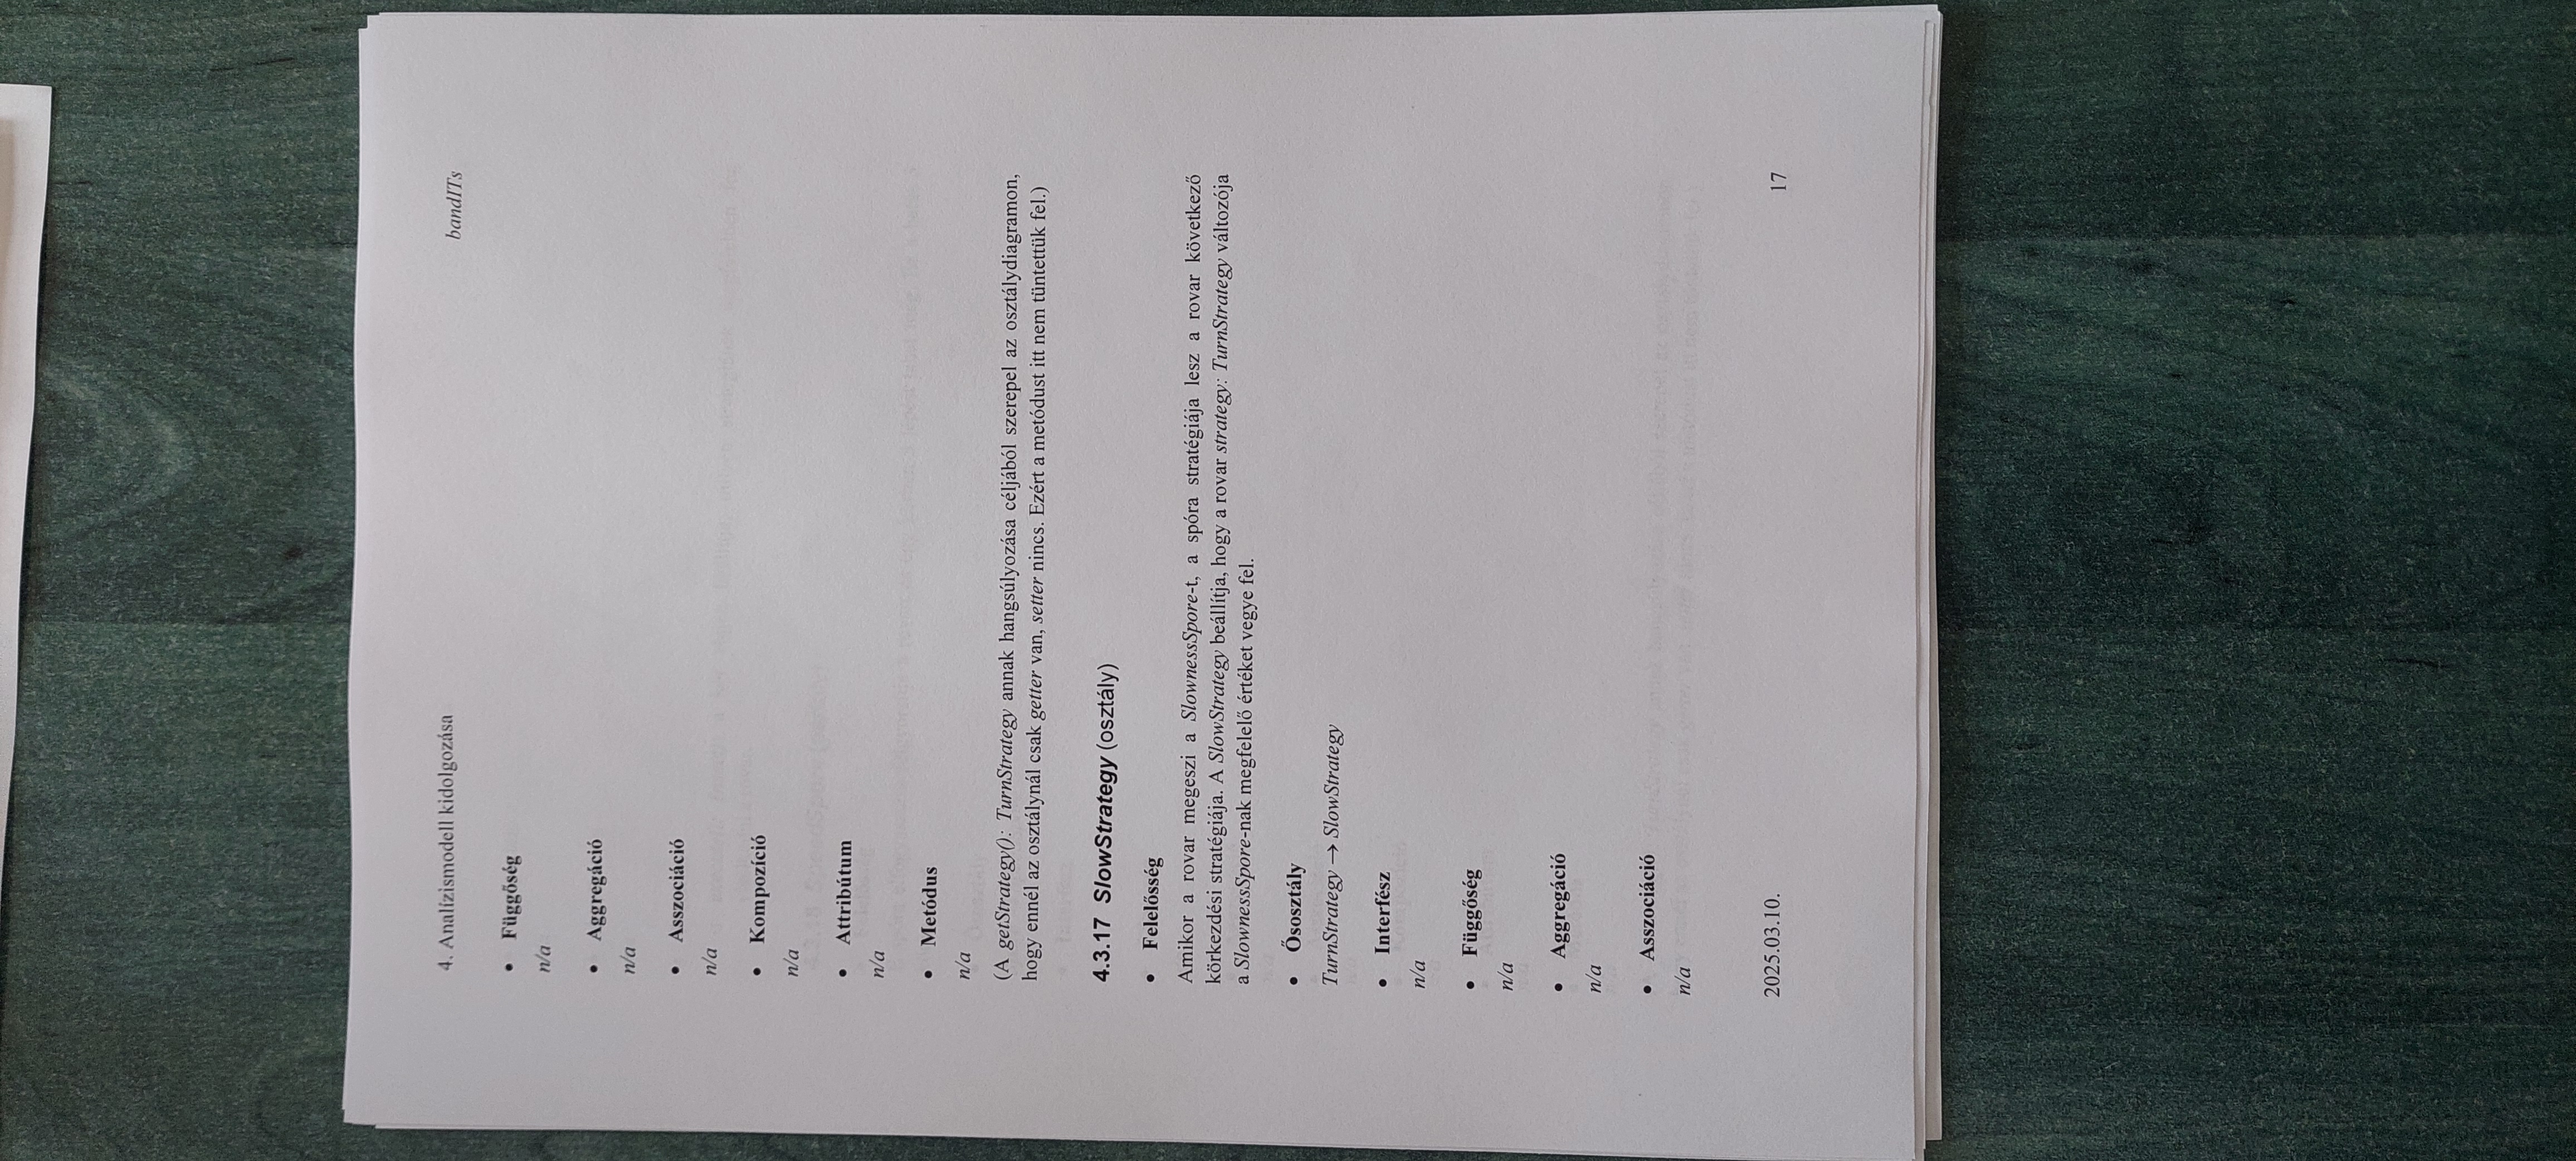 4. Analízismodell kidolgozása
bandITs
• Függőség
n/a
• Aggregáció
n/a
• Asszociáció
n/a
• Kompozíció
n/a
• Attribútum
n/a
• Metódus
n/a
(A getStrategy(): TurnStrategy annak hangsúlyozása céljából szerepel az osztálydiagramon,
hogy ennél az osztálynál csak getter van, setter nincs. Ezért a metódust itt nem tüntettük fel.)
4.3.17 SlowStrategy (osztály)
• Felelősség
Amikor a rovar megeszi a SlownessSpore-t, a spóra stratégiája lesz a rovar következő
körkezdési stratégiája. A SlowStrategy beállítja, hogy a rovar strategy: TurnStrategy változója
a SlownessSpore-nak megfelelő értéket vegye fel.
• Ősosztály
TurnStrategy → SlowStrategy
• Interfész
n/a
• Függőség
n/a
• Aggregáció
n/a
• Asszociáció
n/a
2025.03.10.
17